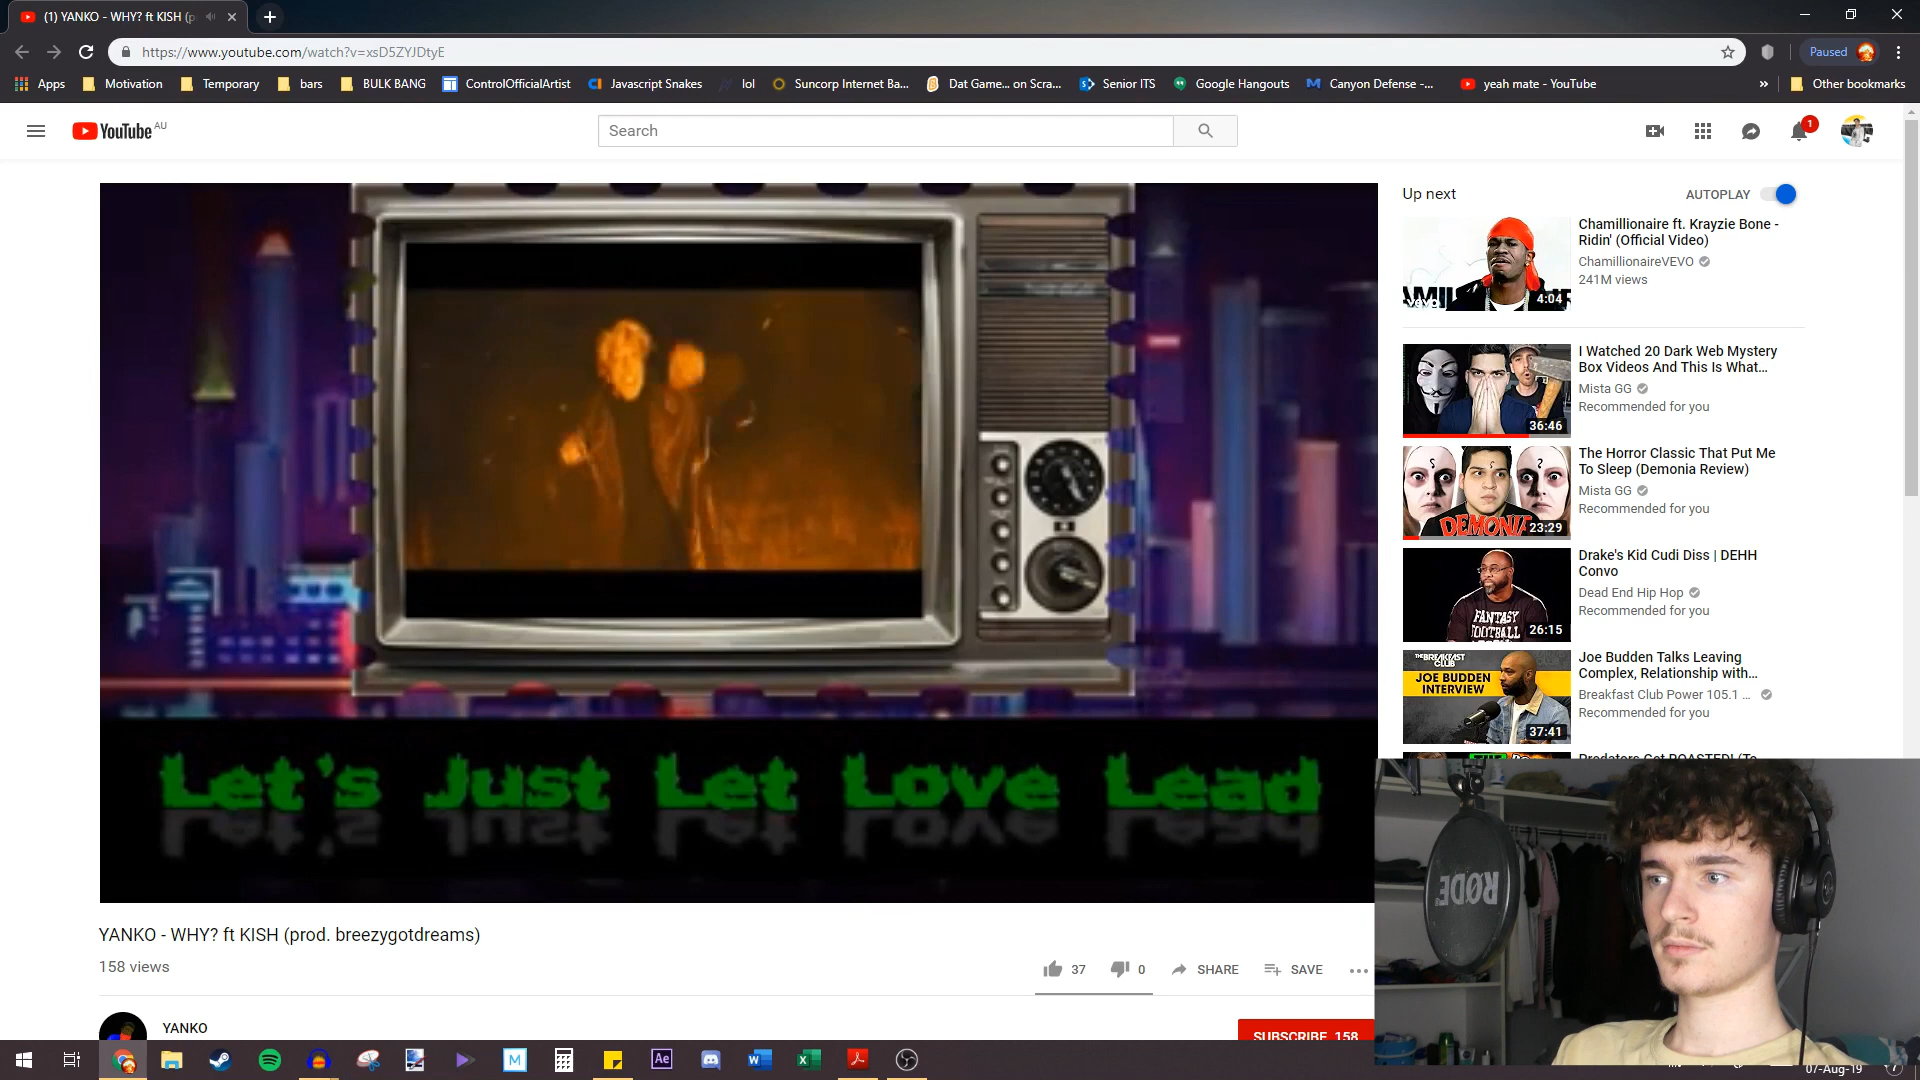 (1) YANKO - WHY? ft KISH (p
https://www.youtube.com/watch?v=xsD5ZYJDtyE
Paused
Apps
Motivation
Temporary
bars
BULK BANG
ControlOfficialArtist
Javascript Snakes
lol
Suncorp Internet Ba...
Dat Game... on Scra...
Senior ITS
Google Hangouts
Canyon Defense -...
yeah mate - YouTube
»
Other bookmarks
YouTube AU
Search
1
Let's Just Let Love Lead
YANKO - WHY? ft KISH (prod. breezygotdreams)
158 views
37
0
SHARE
SAVE
YANKO
SUBSCRIBE 158
Up next
AUTOPLAY
vevo
4:04
Chamillionaire ft. Krayzie Bone -
Ridin' (Official Video)
ChamillionaireVEVO
241M views
36:46
I Watched 20 Dark Web Mystery
Box Videos And This Is What...
Mista GG
Recommended for you
DEMONIA
23:29
The Horror Classic That Put Me
To Sleep (Demonia Review)
Mista GG
Recommended for you
FANTASY
FOOTBALL
26:15
Drake's Kid Cudi Diss | DEHH
Convo
Dead End Hip Hop
Recommended for you
THE BREAKFAST
CLUB
JOE BUDDEN
INTERVIEW
37:41
Joe Budden Talks Leaving
Complex, Relationship with...
Breakfast Club Power 105.1 ...
Recommended for you
RØDE
Ae
M
07-Aug-19